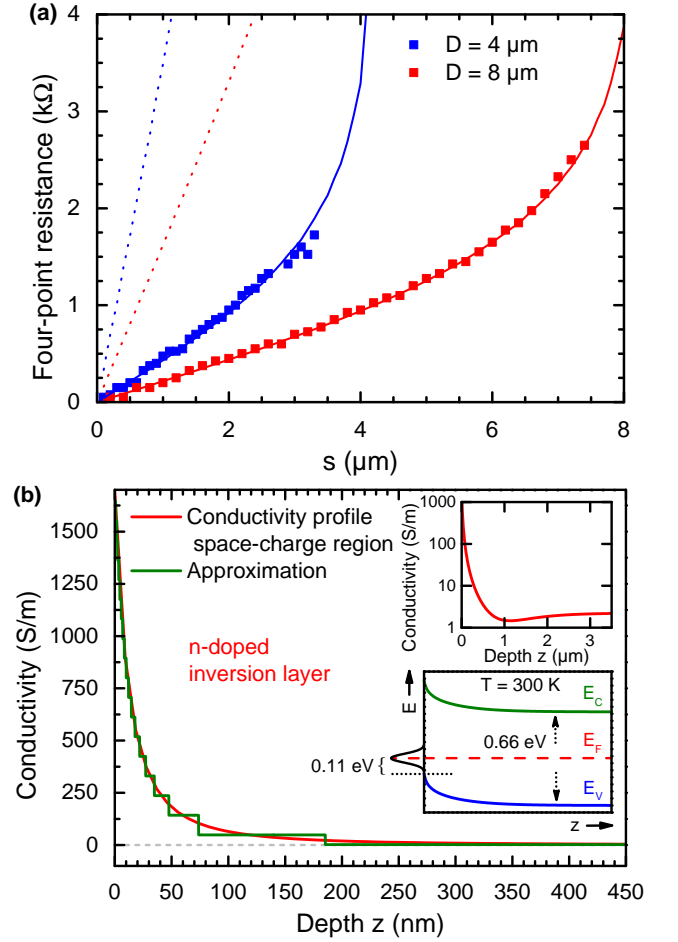 (a)
4
3
2
1
0
Four-point resistance (kΩ)
D = 4 µm
D = 8 µm
0 2 4 6 8
s (µm)
(b)
1500
1250
1000
750
500
250
0
Conductivity (S/m)
Conductivity profile
space-charge region
Approximation
n-doped
inversion layer
1000
100
10
1
Conductivity (S/m)
0 1 2 3
Depth z (µm)
E
T = 300 K
E_C
E_F
0.66 eV
0.11 eV {
E_V
z
0 50 100 150 200 250 300 350 400 450
Depth z (nm)